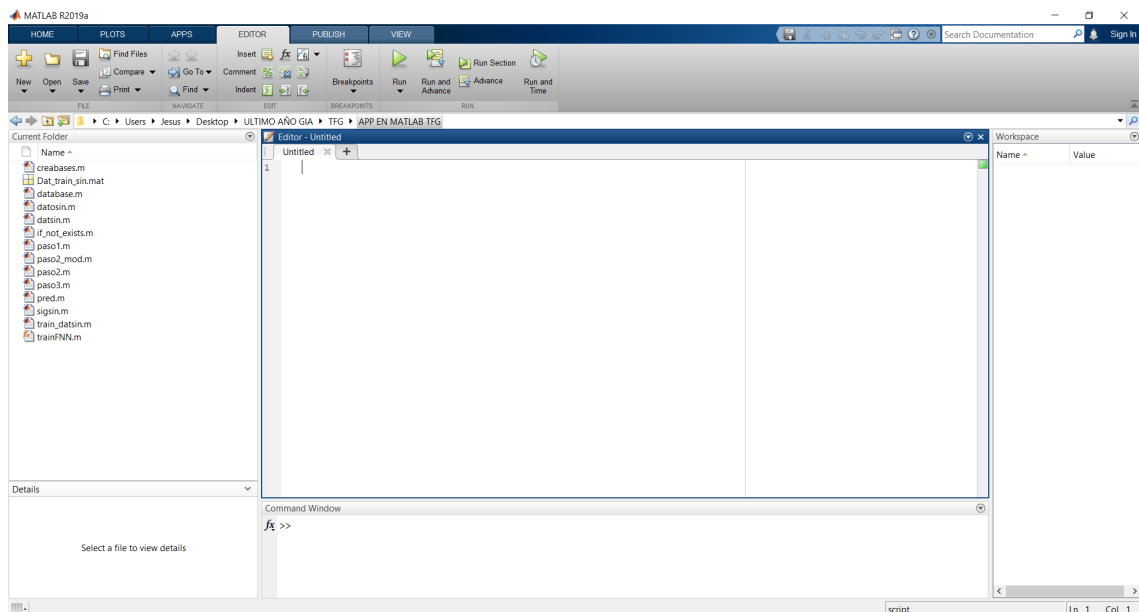 MATLAB R2019a
HOME PLOTS APPS EDITOR PUBLISH VIEW Search Documentation Sign In
Find Files Insert fx
Compare Go To Comment Run Section
New Open Save Print Find Indent Breakpoints Run Run and Advance Advance Run and Time
FILE NAVIGATE EDIT BREAKPOINTS RUN
C: Users Jesus Desktop ULTIMO AÑO GIA TFG APP EN MATLAB TFG
Current Folder
Name
creabases.m
Dat_train_sin.mat
database.m
datosin.m
datsin.m
if_not_exists.m
paso1.m
paso2_mod.m
paso2.m
paso3.m
pred.m
sigsin.m
train_datsin.m
trainFNN.m
Details
Select a file to view details
Editor - Untitled
Untitled
1
Command Window
fx >>
Workspace
Name Value
script Ln 1 Col 1